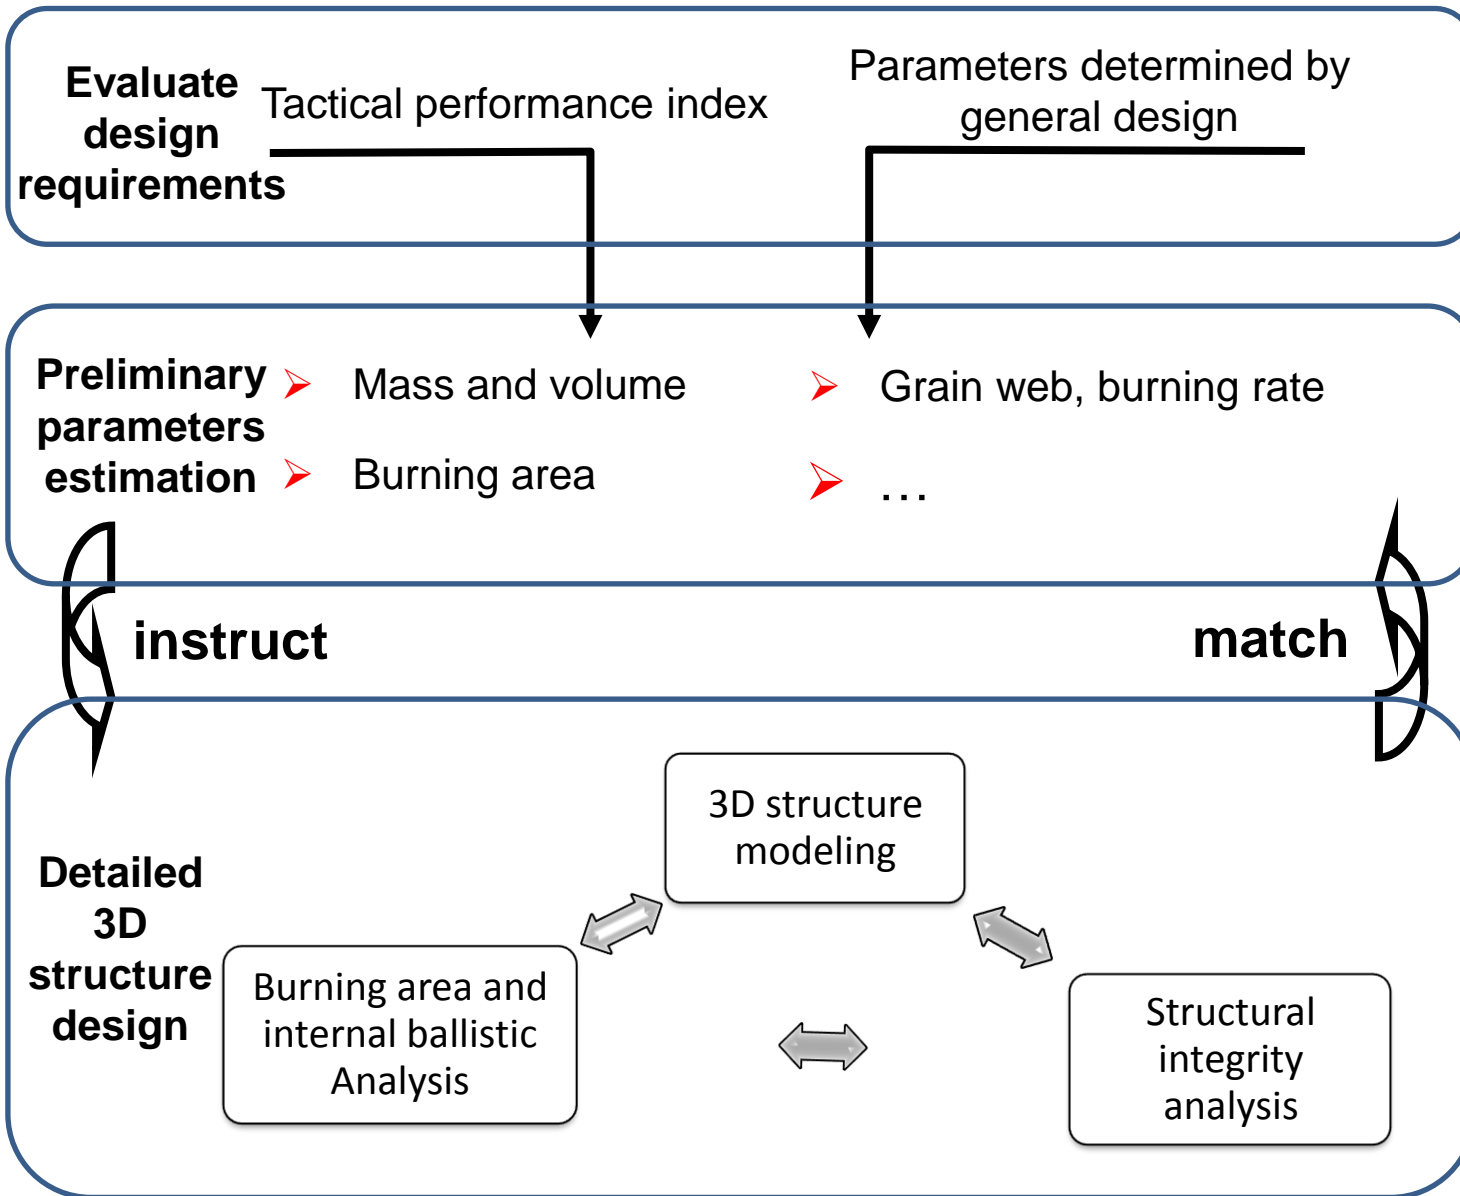 Evaluate
design
requirements
Tactical performance index
Parameters determined by
general design
Preliminary
parameters
estimation
Mass and volume
Grain web, burning rate
Burning area
...
instruct
match
3D structure
modeling
Detailed
3D
structure
design
Burning area and
internal ballistic
Analysis
Structural
integrity
analysis